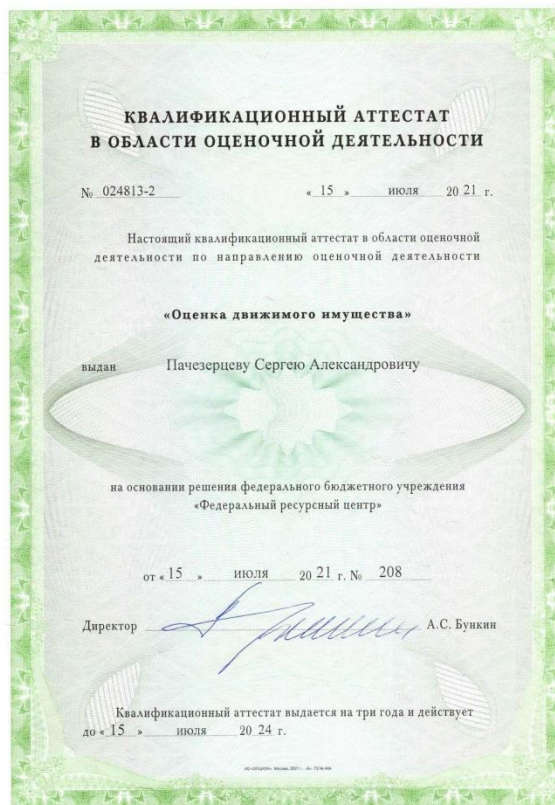 КВАЛИФИКАЦИОННЫЙ АТТЕСТАТ
В ОБЛАСТИ ОЦЕНОЧНОЙ ДЕЯТЕЛЬНОСТИ
№ 024813-2 « 15 » июля 20 21 г.
Настоящий квалификационный аттестат в области оценочной
деятельности по направлению оценочной деятельности
«Оценка движимого имущества»
выдан Пачезерцеву Сергею Александровичу
на основании решения федерального бюджетного учреждения
«Федеральный ресурсный центр»
от « 15 » июля 20 21 г. № 208
Директор А.С. Бункин
Квалификационный аттестат выдается на три года и действует
до « 15 » июля 20 24 г.